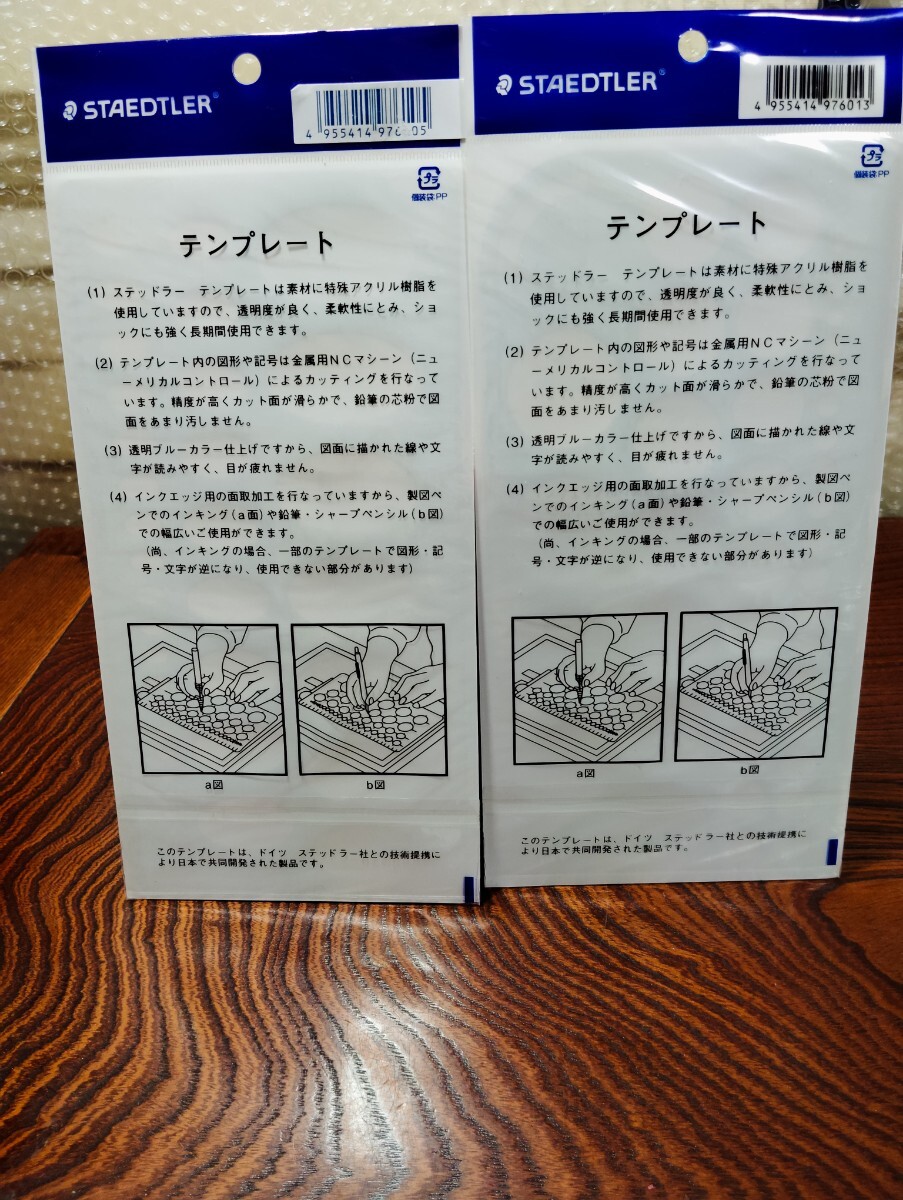 STAEDTLER®
4 955414 976 05
プラ
個装袋:PP
テンプレート
(1) ステッドラー テンプレートは素材に特殊アクリル樹脂を
使用していますので、透明度が良く、柔軟性にとみ、ショ
ックにも強く長期間使用できます。
(2) テンプレート内の図形や記号は金属用NCマシーン（ニュ
ーメリカルコントロール）によるカッティングを行なって
います。精度が高くカット面が滑らかで、鉛筆の芯粉で図
面をあまり汚しません。
(3) 透明ブルーカラー仕上げですから、図面に描かれた線や文
字が読みやすく、目が疲れません。
(4) インクエッジ用の面取加工を行なっていますから、製図ペ
ンでのインキング(a面)や鉛筆・シャープペンシル(b図)
での幅広いご使用ができます。
（尚、インキングの場合、一部のテンプレートで図形・記
号・文字が逆になり、使用できない部分があります）
a図
b図
このテンプレートは、ドイツ ステッドラー社との技術提携に
より日本で共同開発された製品です。
STAEDTLER®
4 955414 976013
プラ
個装袋:PP
テンプレート
(1) ステッドラー テンプレートは素材に特殊アクリル樹脂を
使用していますので、透明度が良く、柔軟性にとみ、ショ
ックにも強く長期間使用できます。
(2) テンプレート内の図形や記号は金属用NCマシーン（ニュ
ーメリカルコントロール）によるカッティングを行なって
います。精度が高くカット面が滑らかで、鉛筆の芯粉で図
面をあまり汚しません。
(3) 透明ブルーカラー仕上げですから、図面に描かれた線や文
字が読みやすく、目が疲れません。
(4) インクエッジ用の面取加工を行なっていますから、製図ペ
ンでのインキング(a面)や鉛筆・シャープペンシル(b図)
での幅広いご使用ができます。
（尚、インキングの場合、一部のテンプレートで図形・記
号・文字が逆になり、使用できない部分があります）
a図
b図
このテンプレートは、ドイツ ステッドラー社との技術提携に
より日本で共同開発された製品です。